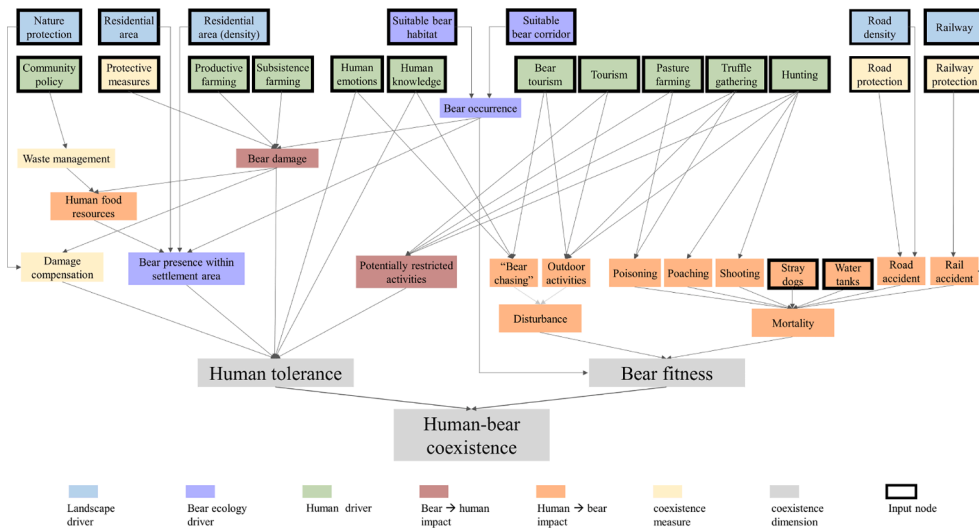 Nature
protection
Residential
area
Residential
area (density)
Suitable bear
habitat
Suitable
bear corridor
Road
density
Railway
Community
policy
Protective
measures
Productive
farming
Subsistence
farming
Human
emotions
Human
knowledge
Bear
tourism
Tourism
Pasture
farming
Truffle
gathering
Hunting
Road
protection
Railway
protection
Bear occurrence
Waste management
Bear damage
Human food
resources
Damage
compensation
Bear presence within
settlement area
Potentially restricted
activities
“Bear
chasing”
Outdoor
activities
Poisoning
Poaching
Shooting
Stray
dogs
Water
tanks
Road
accident
Rail
accident
Disturbance
Mortality
Human tolerance
Bear fitness
Human-bear
coexistence
Landscape
driver
Bear ecology
driver
Human driver
Bear → human
impact
Human → bear
impact
coexistence
measure
coexistence
dimension
Input node